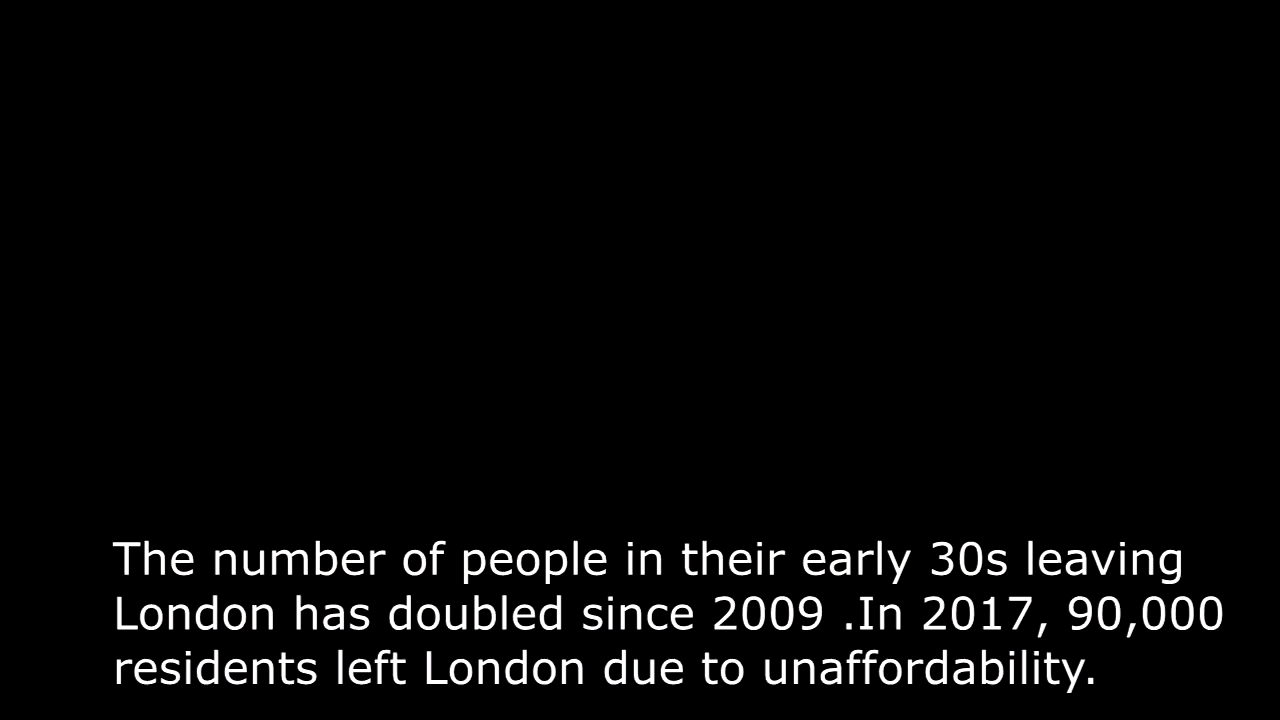 The number of people in their early 30s leaving
London has doubled since 2009 .In 2017, 90,000
residents left London due to unaffordability.